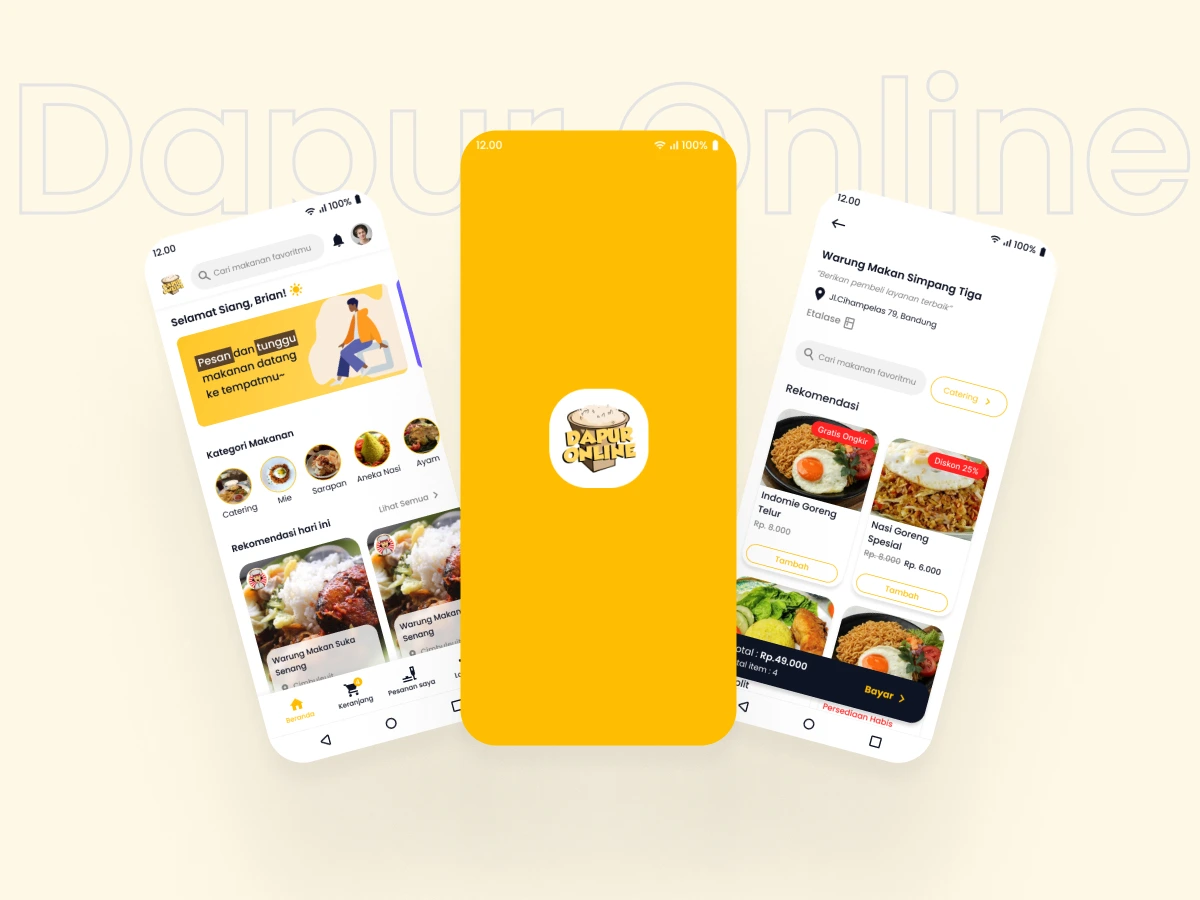 Dapur Online
12.00
100%
Cari makanan favoritmu
Selamat Siang, Brian!
Pesan dan tunggu
makanan datang
ke tempatmu~
Kategori Makanan
Catering
Mie
Sarapan
Aneka Nasi
Ayam
Rekomendasi hari ini
Lihat Semua
Warung Makan Suka
Senang
Warung Makan
Senang
Beranda
4
Keranjang
Pesanan saya
12.00
100%
DAPUR
ONLINE
12.00
100%
Warung Makan Simpang Tiga
"Berikan pembeli layanan terbaik"
Jl.Cihampelas 79, Bandung
Etalase
Cari makanan favoritmu
Catering
Rekomendasi
Gratis Ongkir
Indomie Goreng
Telur
Rp. 8.000
Tambah
Diskon 25%
Nasi Goreng
Spesial
Rp. 8.000 Rp. 6.000
Tambah
otal : Rp.49.000
tal item : 4
Bayar
Persediaan Habis